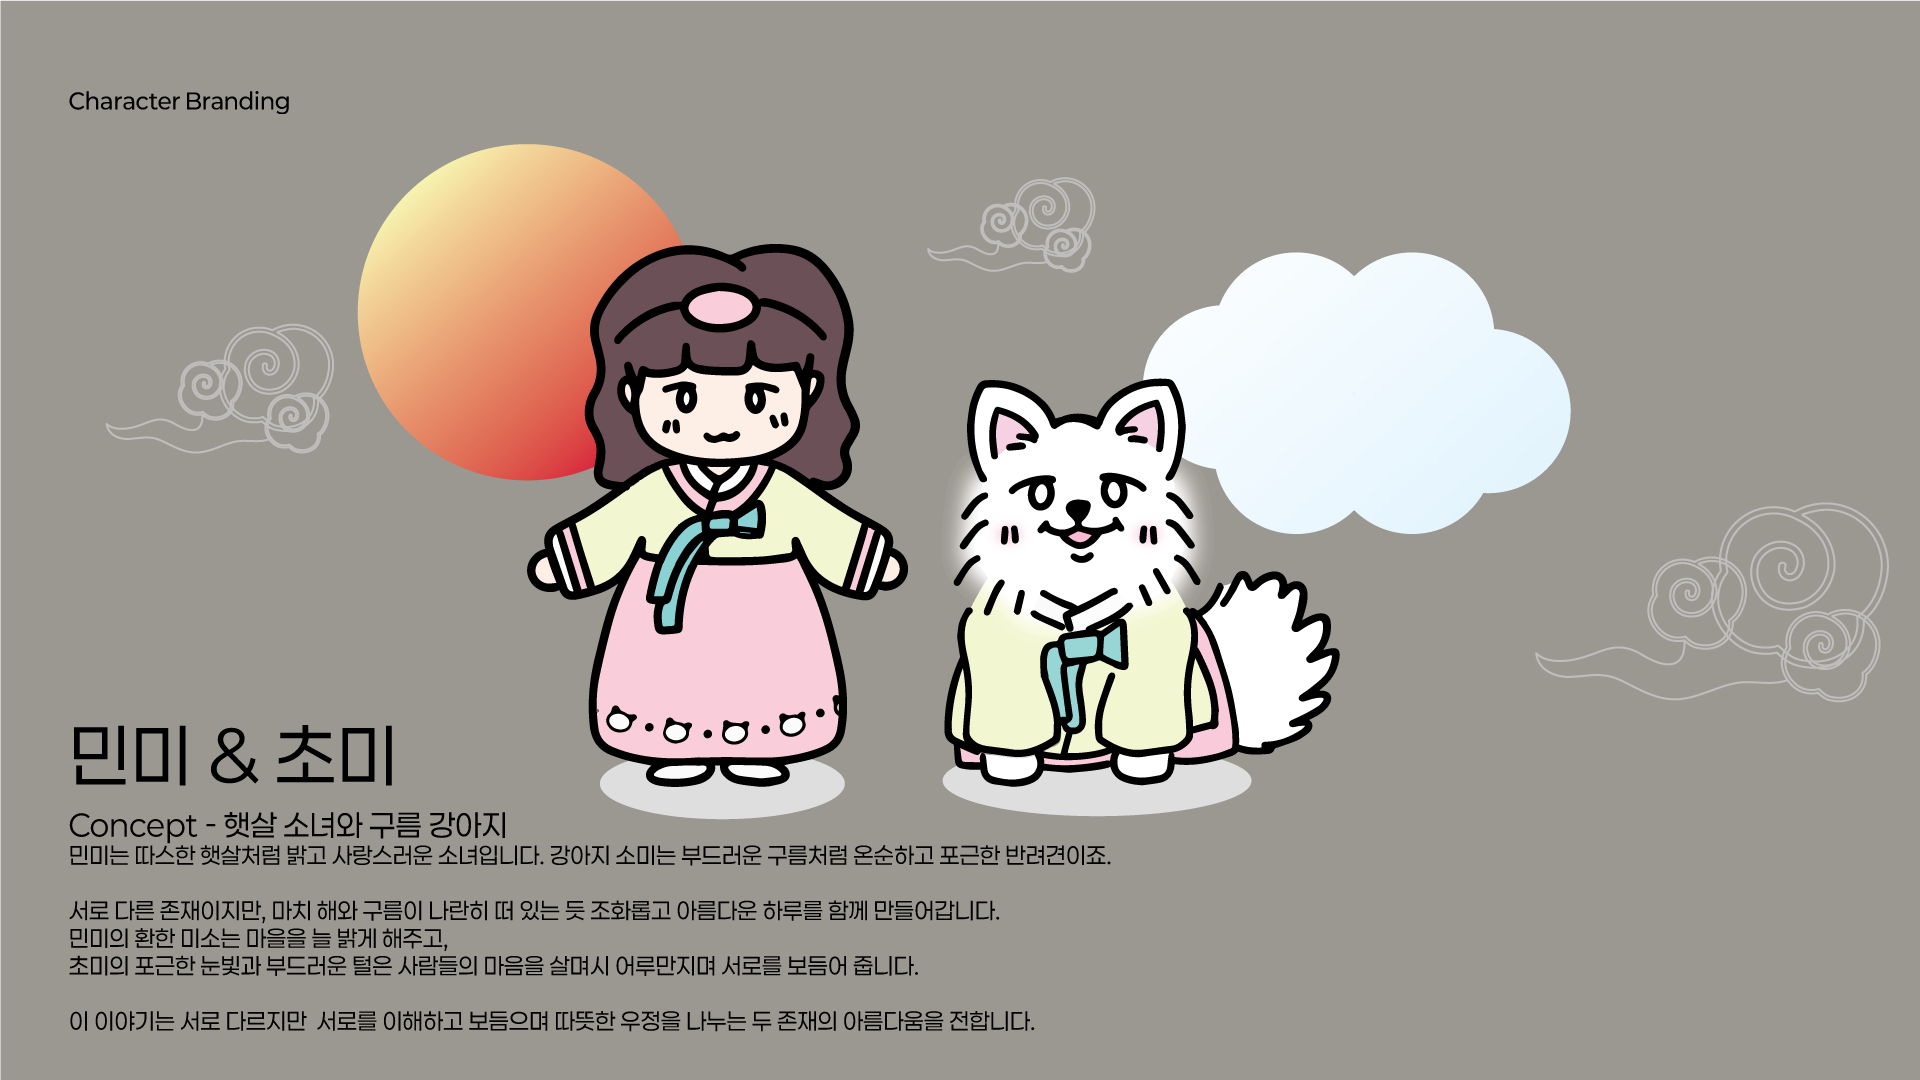 Character Branding
민미 & 초미
Concept - 햇살 소녀와 구름 강아지
민미는 따스한 햇살처럼 밝고 사랑스러운 소녀입니다. 강아지 소미는 부드러운 구름처럼 온순하고 포근한 반려견이죠.
서로 다른 존재이지만, 마치 해와 구름이 나란히 떠 있는 듯 조화롭고 아름다운 하루를 함께 만들어갑니다.
민미의 환한 미소는 마을을 늘 밝게 해주고,
초미의 포근한 눈빛과 부드러운 털은 사람들의 마음을 살며시 어루만지며 서로를 보듬어 줍니다.
이 이야기는 서로 다르지만  서로를 이해하고 보듬으며 따뜻한 우정을 나누는 두 존재의 아름다움을 전합니다.